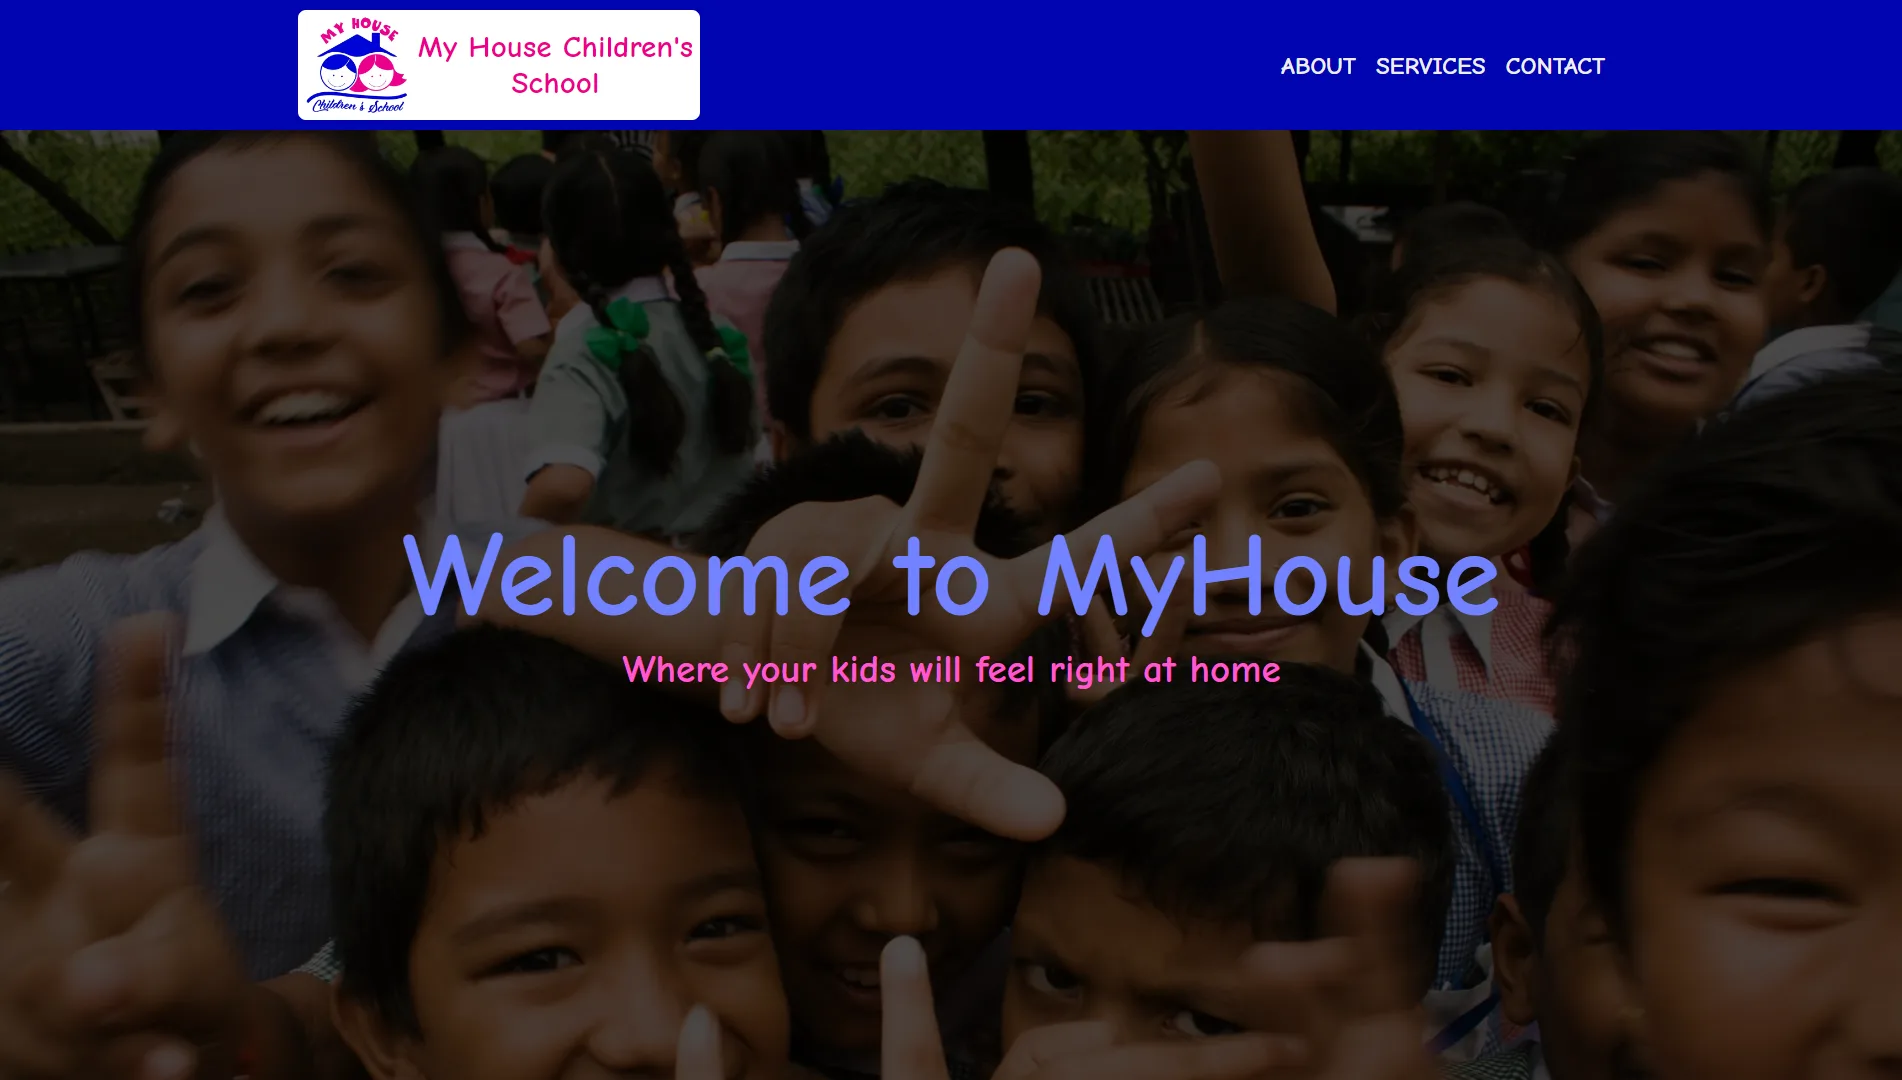 MY HOUSE
Children's School
My House Children's
School
ABOUT SERVICES CONTACT
Welcome to MyHouse
Where your kids will feel right at home